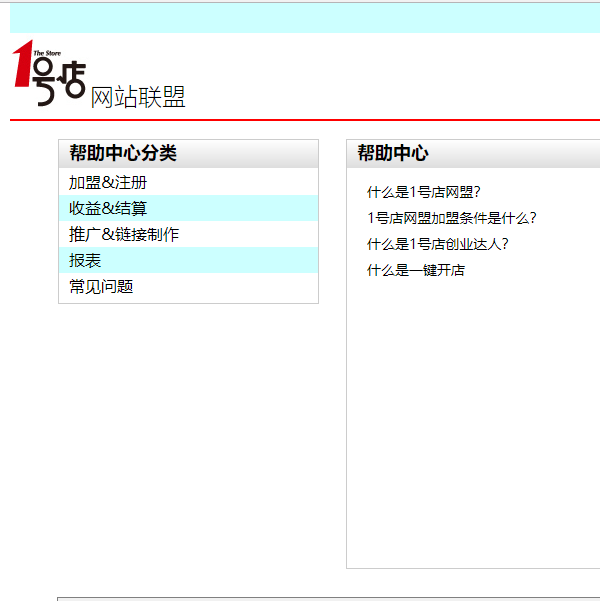 The Store
1号店 网站联盟
帮助中心分类
加盟&注册
收益&结算
推广&链接制作
报表
常见问题
帮助中心
什么是1号店网盟?
1号店网盟加盟条件是什么?
什么是1号店创业达人?
什么是一键开店